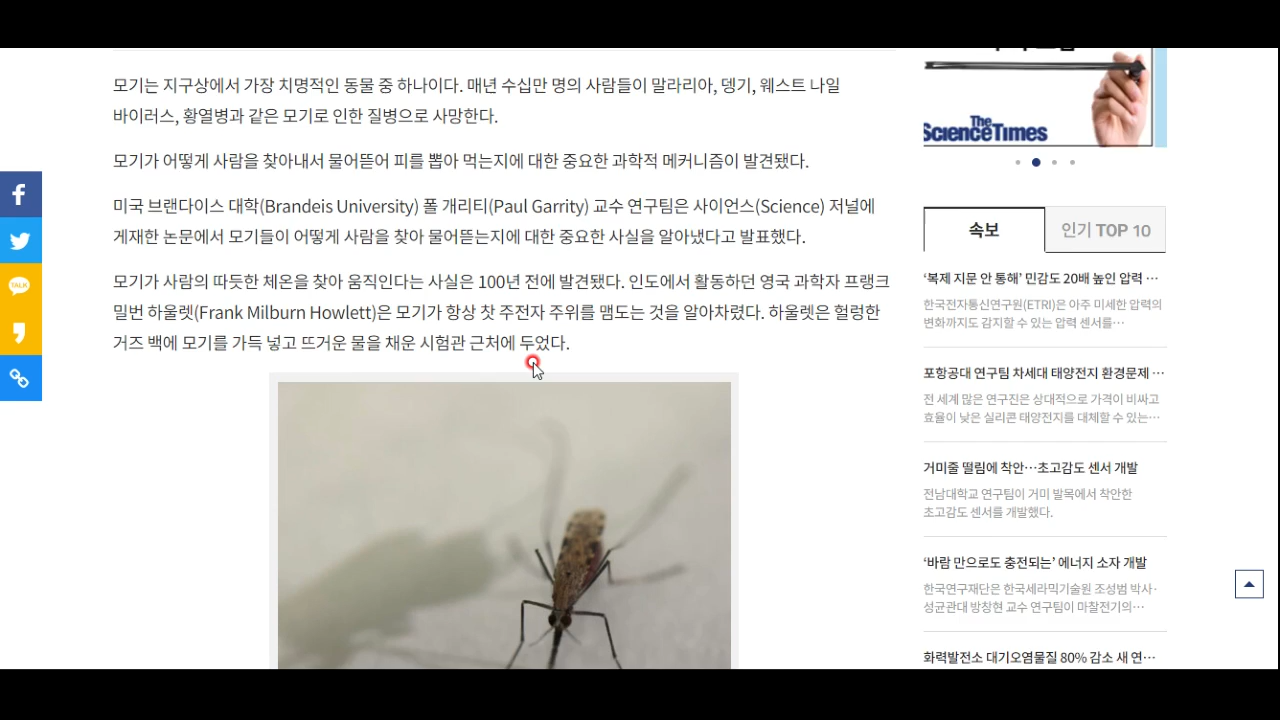 모기는 지구상에서 가장 치명적인 동물 중 하나이다. 매년 수십만 명의 사람들이 말라리아, 뎅기, 웨스트 나일
바이러스, 황열병과 같은 모기로 인한 질병으로 사망한다.
모기가 어떻게 사람을 찾아내서 물어뜯어 피를 뽑아 먹는지에 대한 중요한 과학적 메커니즘이 발견됐다.
미국 브랜다이스 대학(Brandeis University) 폴 개리티(Paul Garrity) 교수 연구팀은 사이언스(Science) 저널에
게재한 논문에서 모기들이 어떻게 사람을 찾아 물어뜯는지에 대한 중요한 사실을 알아냈다고 발표했다.
모기가 사람의 따듯한 체온을 찾아 움직인다는 사실은 100년 전에 발견됐다. 인도에서 활동하던 영국 과학자 프랭크
밀번 하울렛(Frank Milburn Howlett)은 모기가 항상 찻 주전자 주위를 맴도는 것을 알아차렸다. 하울렛은 헐렁한
거즈 백에 모기를 가득 넣고 뜨거운 물을 채운 시험관 근처에 두었다.
TALK
The
ScienceTimes
속보
인기 TOP 10
‘복제 지문 안 통해’ 민감도 20배 높인 압력 …
한국전자통신연구원(ETRI)은 아주 미세한 압력의
변화까지도 감지할 수 있는 압력 센서를…
포항공대 연구팀 차세대 태양전지 환경문제 …
전 세계 많은 연구진은 상대적으로 가격이 비싸고
효율이 낮은 실리콘 태양전지를 대체할 수 있는…
거미줄 떨림에 착안…초고감도 센서 개발
전남대학교 연구팀이 거미 발목에서 착안한
초고감도 센서를 개발했다.
‘바람 만으로도 충전되는’ 에너지 소자 개발
한국연구재단은 한국세라믹기술원 조성범 박사·
성균관대 방창현 교수 연구팀이 마찰전기의…
화력발전소 대기오염물질 80% 감소 새 연…